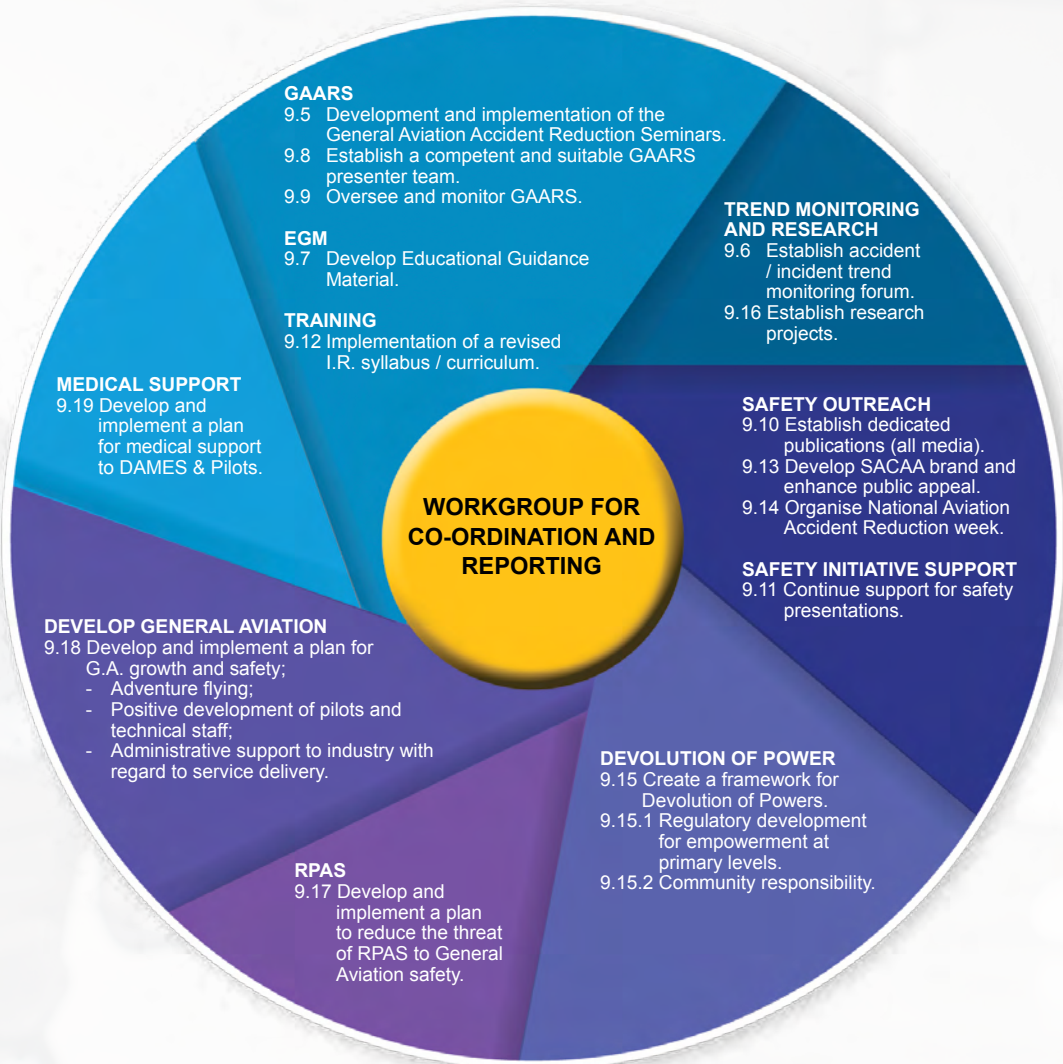 GAARS
9.5 Development and implementation of the
General Aviation Accident Reduction Seminars.
9.8 Establish a competent and suitable GAARS
presenter team.
9.9 Oversee and monitor GAARS.
EGM
9.7 Develop Educational Guidance
Material.
TRAINING
9.12 Implementation of a revised
I.R. syllabus / curriculum.
TREND MONITORING
AND RESEARCH
9.6 Establish accident
/ incident trend
monitoring forum.
9.16 Establish research
projects.
SAFETY OUTREACH
9.10 Establish dedicated
publications (all media).
9.13 Develop SACAA brand and
enhance public appeal.
9.14 Organise National Aviation
Accident Reduction week.
SAFETY INITIATIVE SUPPORT
9.11 Continue support for safety
presentations.
DEVOLUTION OF POWER
9.15 Create a framework for
Devolution of Powers.
9.15.1 Regulatory development
for empowerment at
primary levels.
9.15.2 Community responsibility.
RPAS
9.17 Develop and
implement a plan
to reduce the threat
of RPAS to General
Aviation safety.
DEVELOP GENERAL AVIATION
9.18 Develop and implement a plan for
G.A. growth and safety;
- Adventure flying;
- Positive development of pilots and
technical staff;
- Administrative support to industry with
regard to service delivery.
MEDICAL SUPPORT
9.19 Develop and
implement a plan
for medical support
to DAMES & Pilots.
WORKGROUP FOR
CO-ORDINATION AND
REPORTING